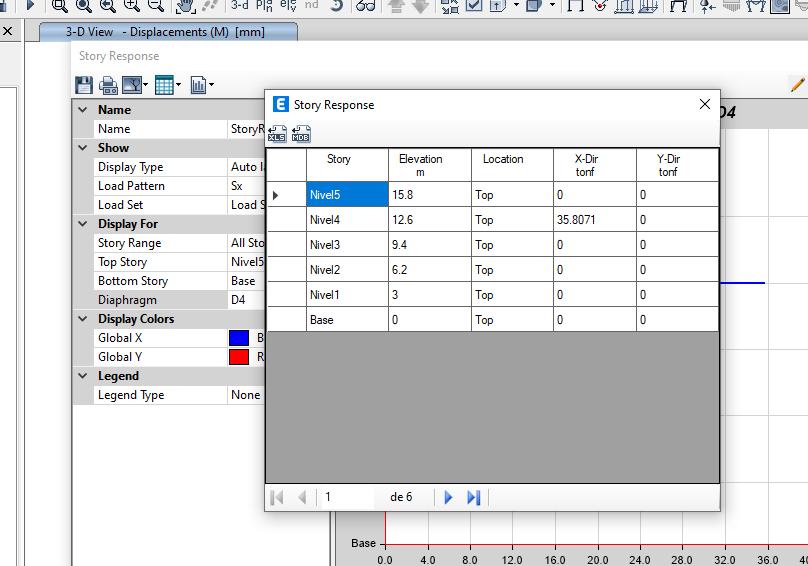 3-d
nd
3-D View - Displacements (M) [mm]
Story Response
Name
Name StoryR
Show
Display Type Auto l
Load Pattern Sx
Load Set Load S
Display For
Story Range All Sto
Top Story Nivel5
Bottom Story Base
Diaphragm D4
Display Colors
Global X B
Global Y R
Legend
Legend Type None
D4
E Story Response
XLS MDB
Story Elevation Location X-Dir Y-Dir
m tonf tonf
Nivel5 15.8 Top 0 0
Nivel4 12.6 Top 35.8071 0
Nivel3 9.4 Top 0 0
Nivel2 6.2 Top 0 0
Nivel1 3 Top 0 0
Base 0 Top 0 0
1 de 6
Base
0.0 4.0 8.0 12.0 16.0 20.0 24.0 28.0 32.0 36.0 40